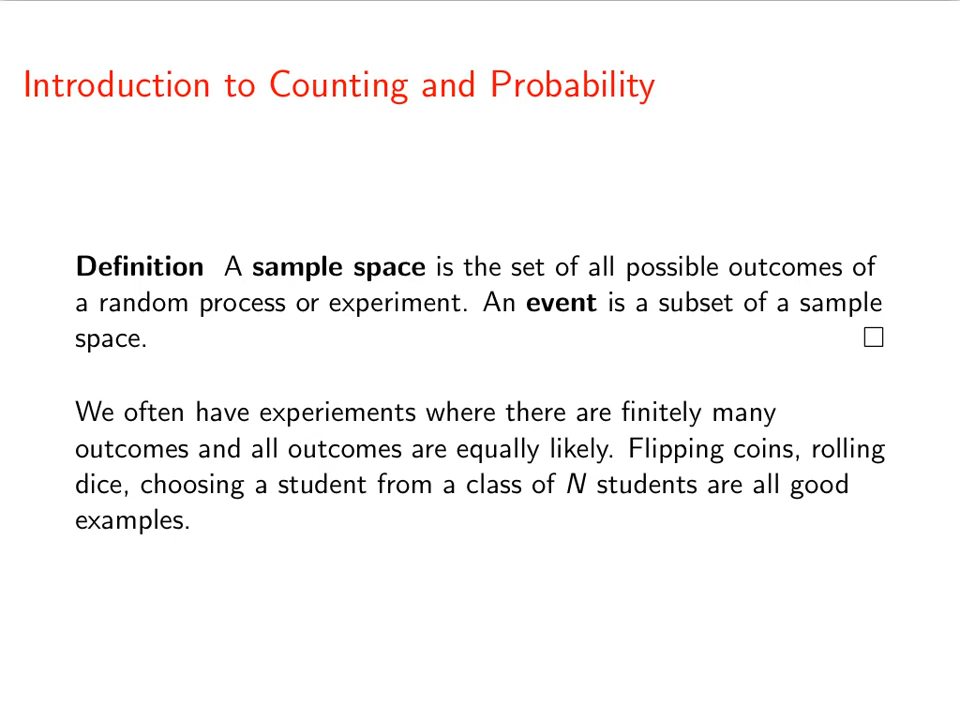 Introduction to Counting and Probability
Definition A sample space is the set of all possible outcomes of
a random process or experiment. An event is a subset of a sample
space. □
We often have experiements where there are finitely many
outcomes and all outcomes are equally likely. Flipping coins, rolling
dice, choosing a student from a class of N students are all good
examples.